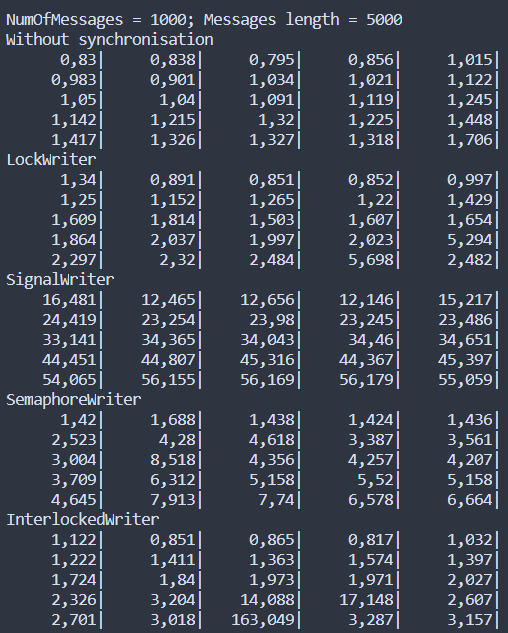 NumOfMessages = 1000; Messages length = 5000
Without synchronisation
0,83| 0,838| 0,795| 0,856| 1,015|
0,983| 0,901| 1,034| 1,021| 1,122|
1,05| 1,04| 1,091| 1,119| 1,245|
1,142| 1,215| 1,32| 1,225| 1,448|
1,417| 1,326| 1,327| 1,318| 1,706|
LockWriter
1,34| 0,891| 0,851| 0,852| 0,997|
1,25| 1,152| 1,265| 1,22| 1,429|
1,609| 1,814| 1,503| 1,607| 1,654|
1,864| 2,037| 1,997| 2,023| 5,294|
2,297| 2,32| 2,484| 5,698| 2,482|
SignalWriter
16,481| 12,465| 12,656| 12,146| 15,217|
24,419| 23,254| 23,98| 23,245| 23,486|
33,141| 34,365| 34,043| 34,46| 34,651|
44,451| 44,807| 45,316| 44,367| 45,397|
54,065| 56,155| 56,169| 56,179| 55,059|
SemaphoreWriter
1,42| 1,688| 1,438| 1,424| 1,436|
2,523| 4,28| 4,618| 3,387| 3,561|
3,004| 8,518| 4,356| 4,257| 4,207|
3,709| 6,312| 5,158| 5,52| 5,158|
4,645| 7,913| 7,74| 6,578| 6,664|
InterlockedWriter
1,122| 0,851| 0,865| 0,817| 1,032|
1,222| 1,411| 1,363| 1,574| 1,397|
1,724| 1,84| 1,973| 1,971| 2,027|
2,326| 3,204| 14,088| 17,148| 2,607|
2,701| 3,018| 163,049| 3,287| 3,157|